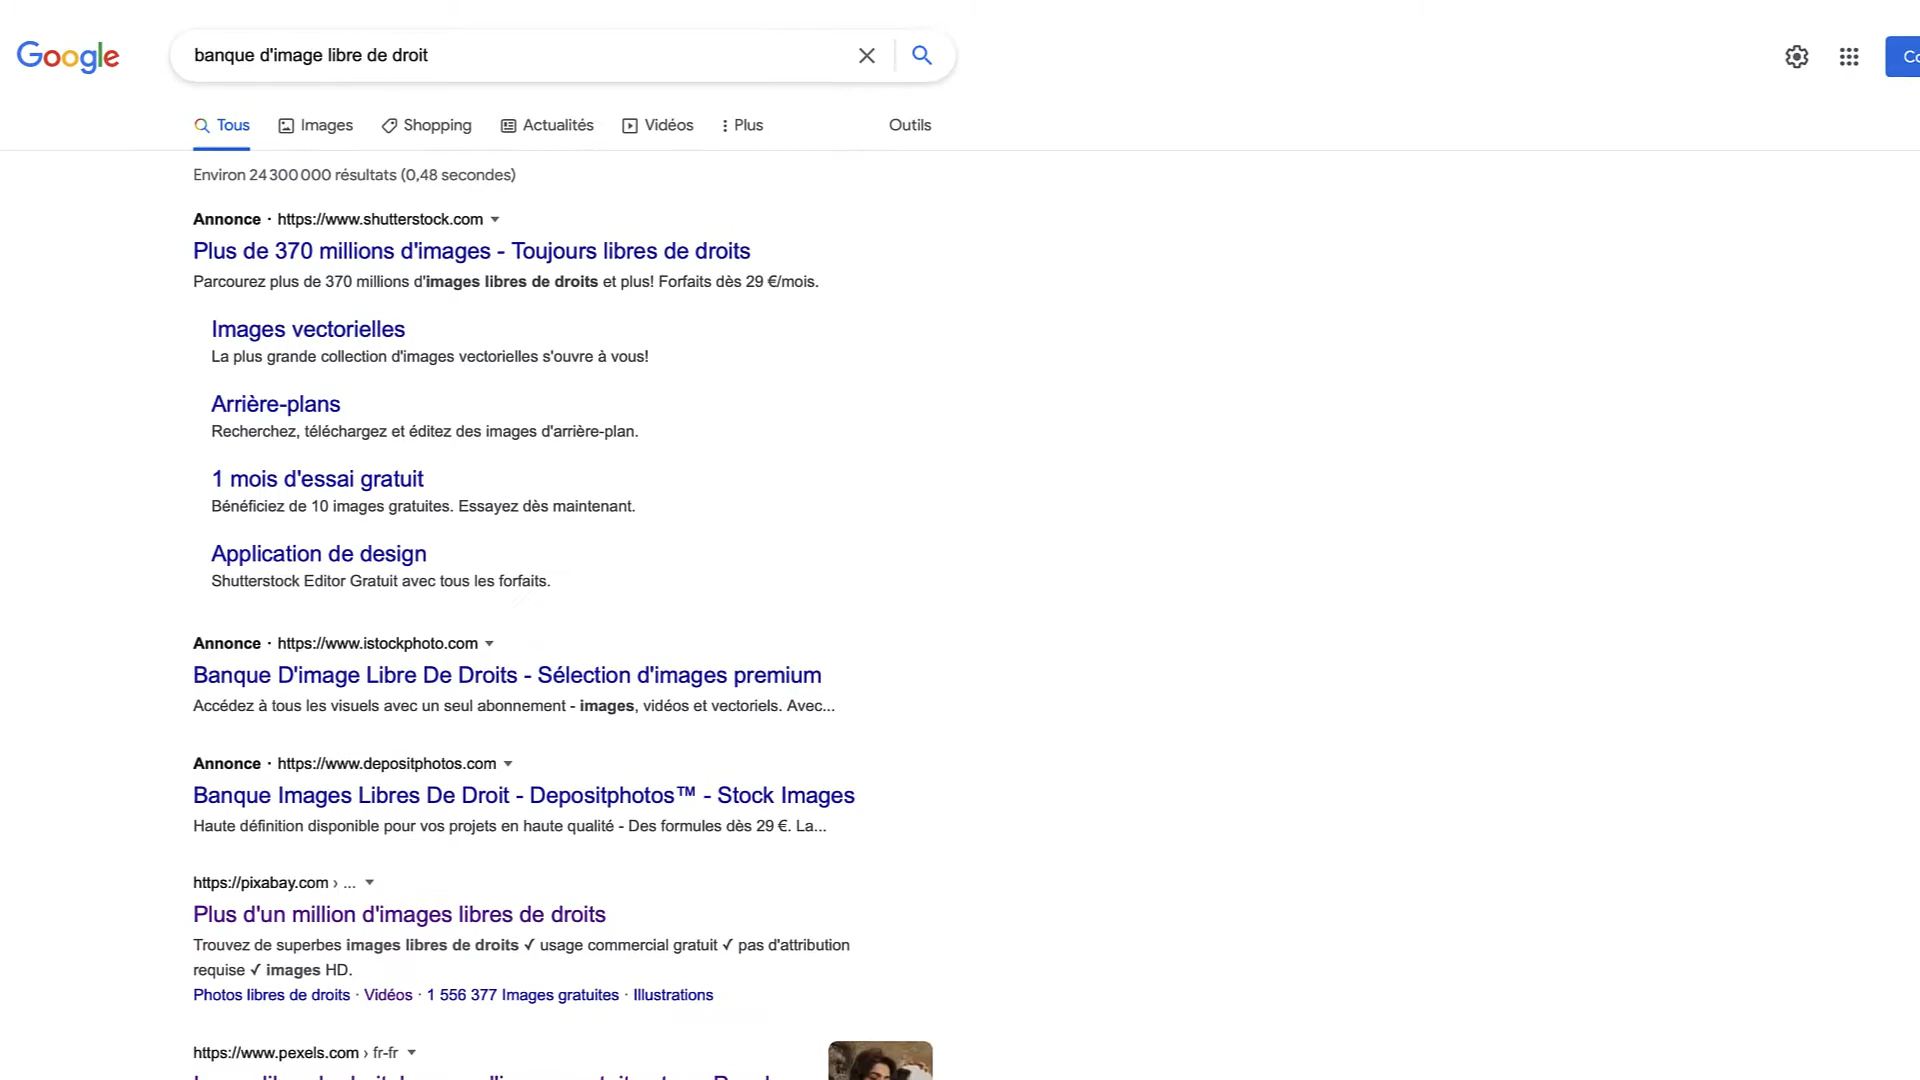 Google
banque d'image libre de droit
Co
Tous Images Shopping Actualités Vidéos Plus Outils
Environ 24 300 000 résultats (0,48 secondes)
Annonce · https://www.shutterstock.com
Plus de 370 millions d'images - Toujours libres de droits
Parcourez plus de 370 millions d'images libres de droits et plus! Forfaits dès 29 €/mois.
Images vectorielles
La plus grande collection d'images vectorielles s'ouvre à vous!
Arrière-plans
Recherchez, téléchargez et éditez des images d'arrière-plan.
1 mois d'essai gratuit
Bénéficiez de 10 images gratuites. Essayez dès maintenant.
Application de design
Shutterstock Editor Gratuit avec tous les forfaits.
Annonce · https://www.istockphoto.com
Banque D'image Libre De Droits - Sélection d'images premium
Accédez à tous les visuels avec un seul abonnement - images, vidéos et vectoriels. Avec...
Annonce · https://www.depositphotos.com
Banque Images Libres De Droit - Depositphotos™ - Stock Images
Haute définition disponible pour vos projets en haute qualité - Des formules dès 29 €. La...
https://pixabay.com › ...
Plus d'un million d'images libres de droits
Trouvez de superbes images libres de droits ✓ usage commercial gratuit ✓ pas d'attribution
requise ✓ images HD.
Photos libres de droits · Vidéos · 1 556 377 Images gratuites · Illustrations
https://www.pexels.com › fr-fr